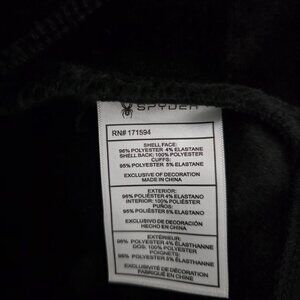 SPYDER
RN# 171594
SHELL FACE:
96% POLYESTER 4% ELASTANE
SHELL BACK: 100% POLYESTER
CUFFS:
95% POLYESTER 5% ELASTANE
EXCLUSIVE OF DECORATION
MADE IN CHINA
EXTERIOR:
96% POLIÉSTER 4% ELASTANO
INTERIOR: 100% POLIÉSTER
PUÑOS:
95% POLIÉSTER 5% ELASTANO
EXCLUSIVO DE DECORACIÓN
HECHO EN CHINA
EXTÉRIEUR:
96% POLYESTER 4% ÉLASTHANNE
DOS: 100% POLYESTER
POIGNETS:
95% POLYESTER 5% ÉLASTHANNE
EXCLUSIVITÉ DE DÉCORATION
FABRIQUÉ EN CHINE